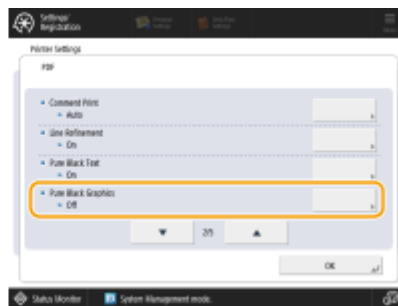 Settings/
Registration
Printer Settings
PDF
Comment Print
Auto
Line Refinement
On
Pure Black Text
On
Pure Black Graphics
Off
2/3
OK
Status Monitor
System Management mode.